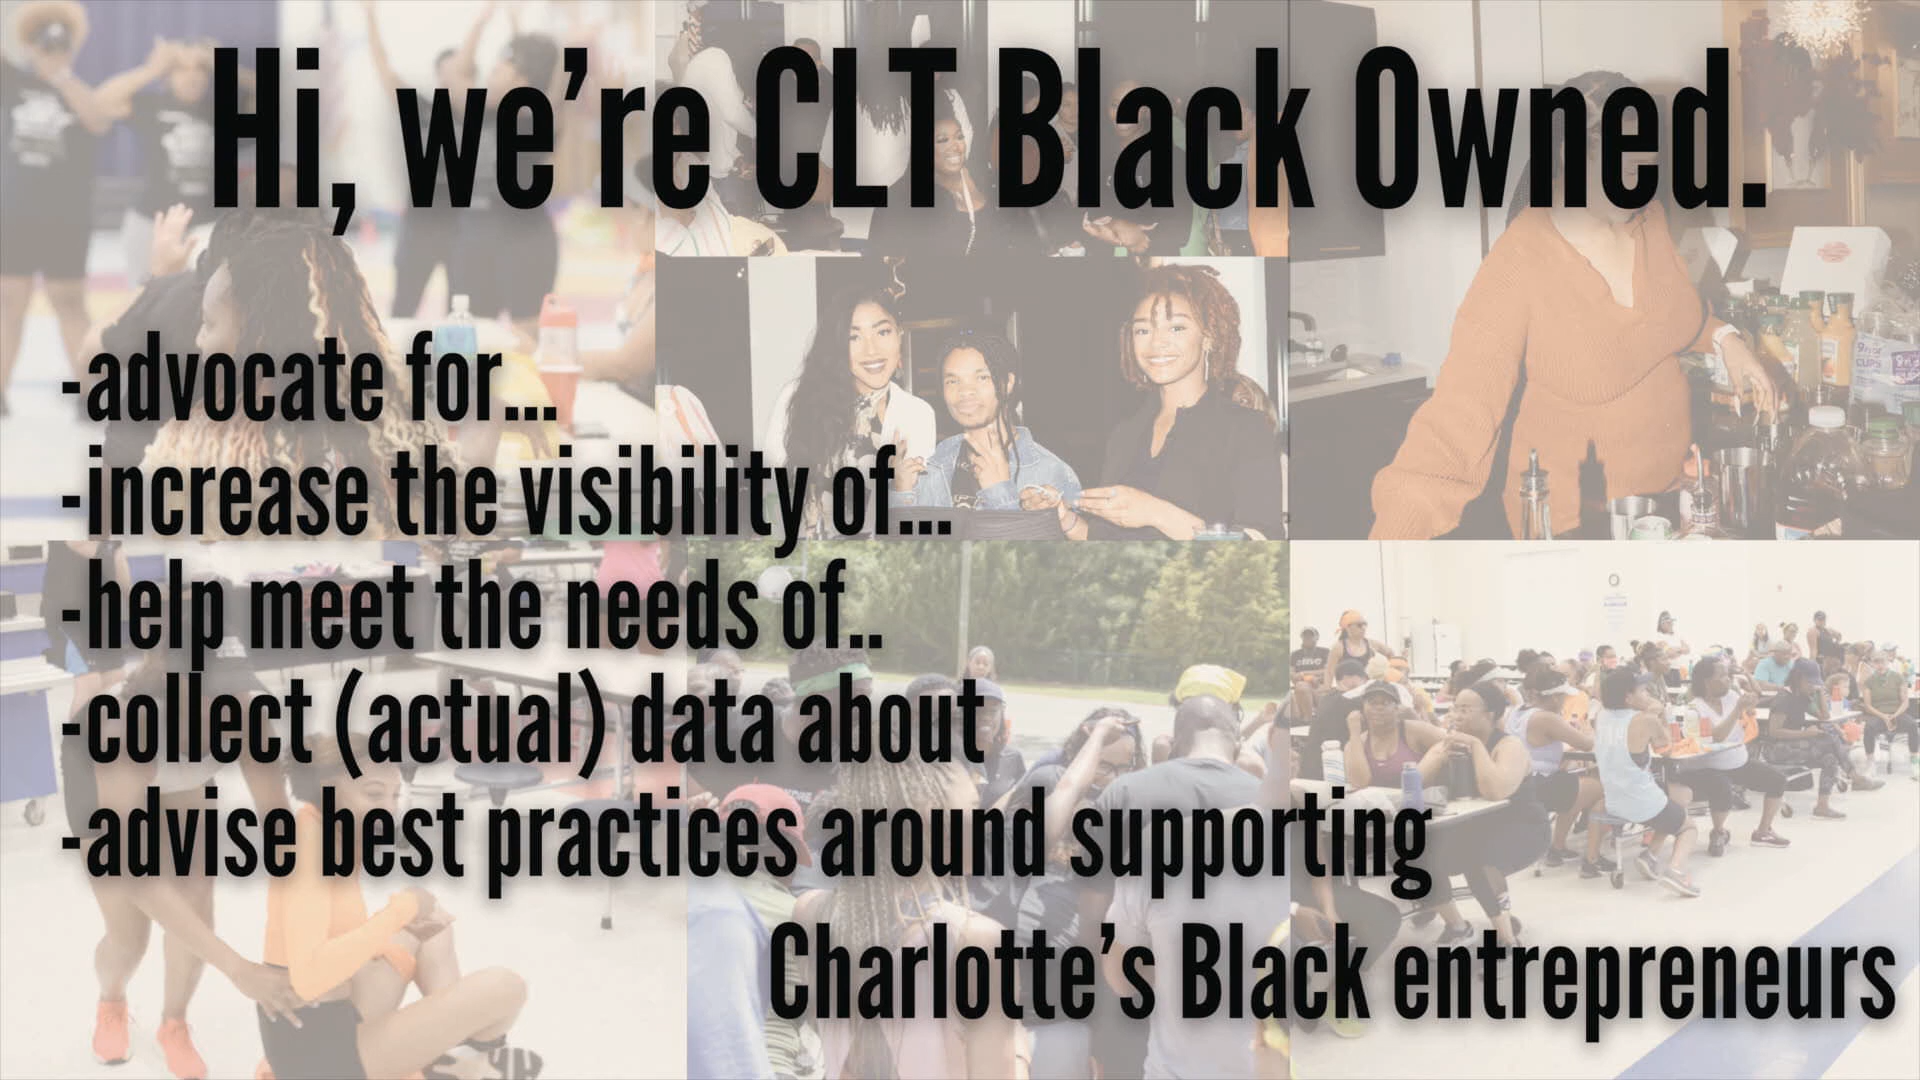 Hi, we're CLT Black Owned.
-advocate for...
-increase the visibility of...
-help meet the needs of..
-collect (actual) data about
-advise best practices around supporting
Charlotte's Black entrepreneurs